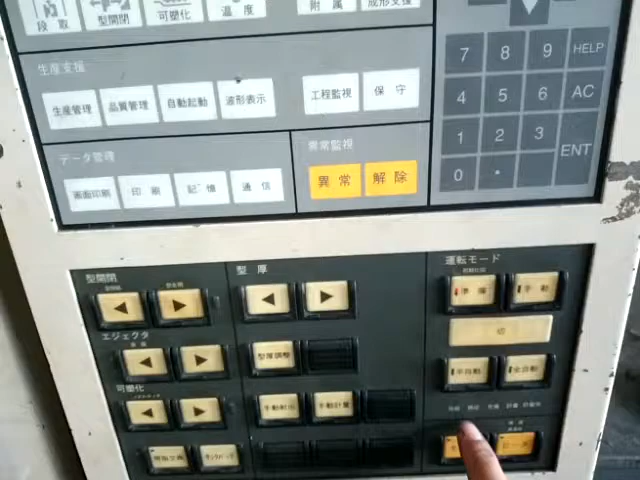 段取 型開閉 可塑化 温度 附属 成形支援
7 8 9 HELP
生産支援
生産管理 品質管理 自動起動 波形表示 工程監視 保守
4 5 6 AC
1 2 3
データ管理 異常監視
ENT
画面印刷 印刷 記憶 通信 異常 解除
0 .
型開閉 型厚 運転モード
準備 手動
切
エジェクタ
型厚調整 半自動 全自動
可塑化
手動射出 手動計量